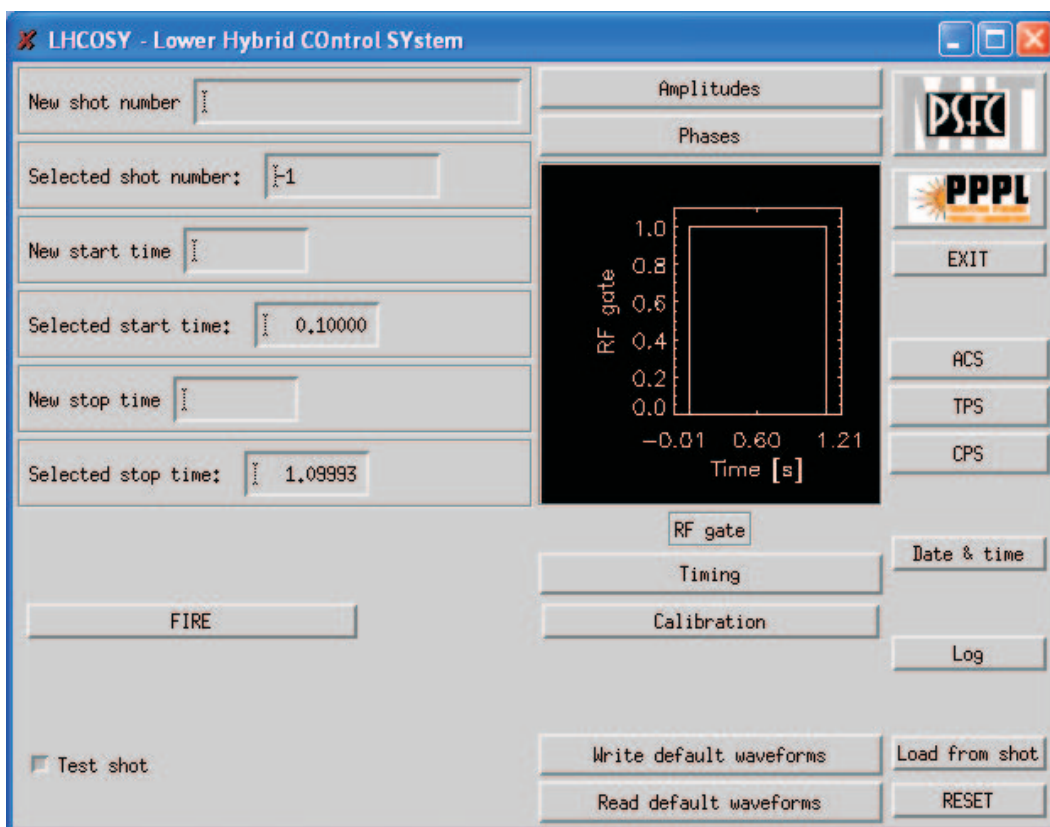 LHCOSY - Lower Hybrid COntrol SYstem
New shot number
Selected shot number: -1
New start time
Selected start time: 0.10000
New stop time
Selected stop time: 1.09993
FIRE
Test shot
Amplitudes
Phases
1.0
0.8
0.6
0.4
0.2
0.0
RF gate
-0.01 0.60 1.21
Time [s]
RF gate
Timing
Calibration
Write default waveforms
Read default waveforms
PSFC
PPPL
EXIT
ACS
TPS
CPS
Date & time
Log
Load from shot
RESET